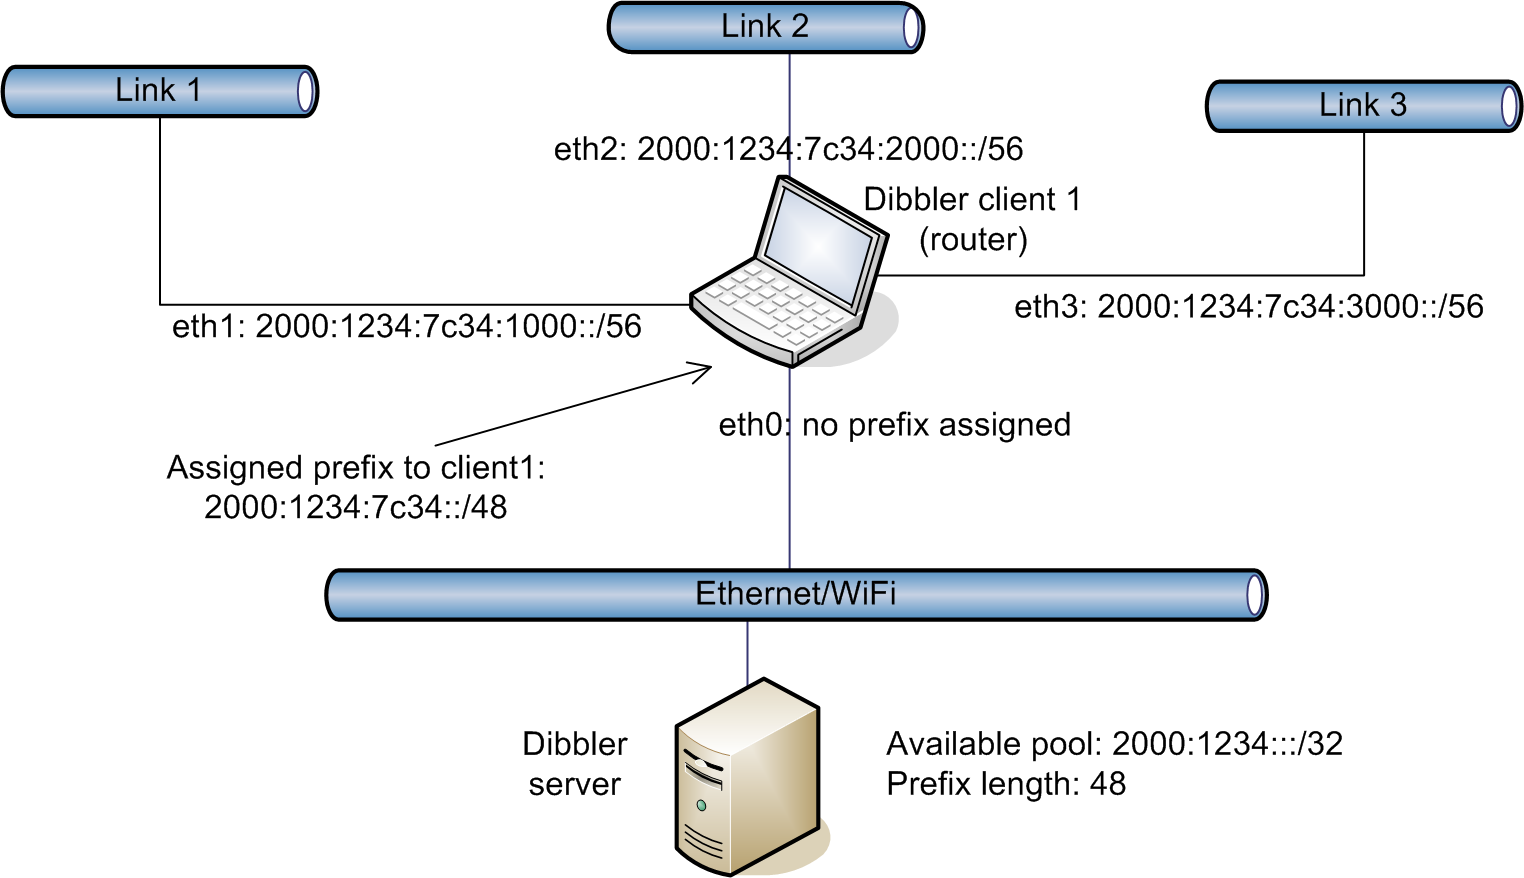 Link 2
Link 1
Link 3
eth2: 2000:1234:7c34:2000::/56
Dibbler client 1
(router)
eth1: 2000:1234:7c34:1000::/56
eth3: 2000:1234:7c34:3000::/56
eth0: no prefix assigned
Assigned prefix to client1:
2000:1234:7c34::/48
Ethernet/WiFi
Dibbler
server
Available pool: 2000:1234:::/32
Prefix length: 48